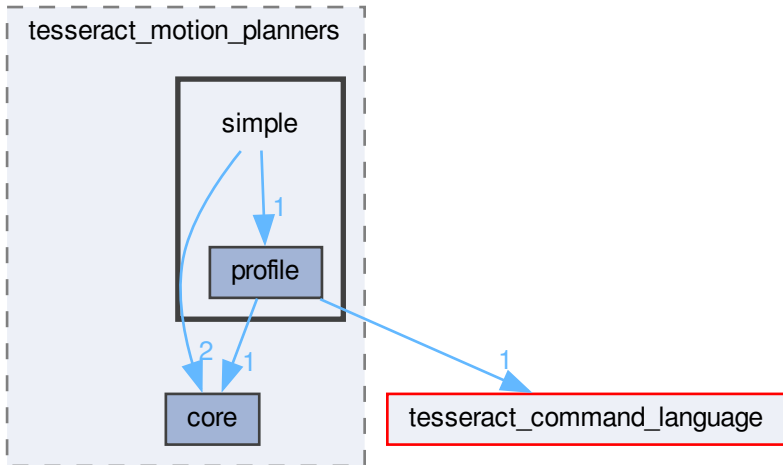 tesseract_motion_planners
simple
1
profile
2
1
1
core
tesseract_command_language